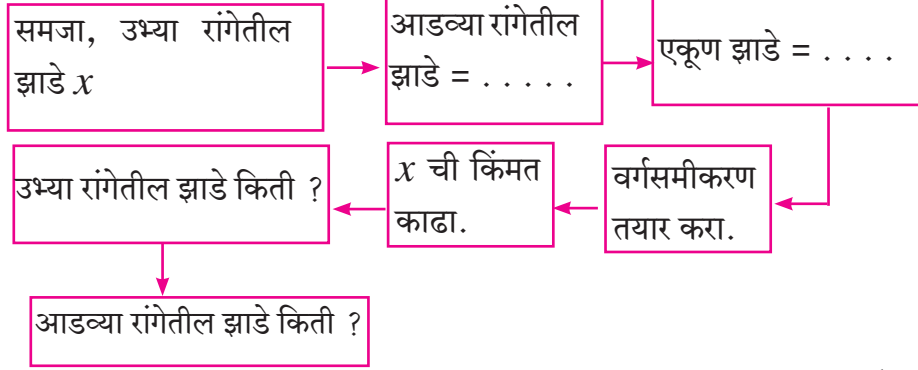 समजा, उभ्या रांगेतील
झाडे x
आडव्या रांगेतील
झाडे = . . . . .
एकूण झाडे = . . . .
वर्गसमीकरण
तयार करा.
x ची किंमत
काढा.
उभ्या रांगेतील झाडे किती ?
आडव्या रांगेतील झाडे किती ?